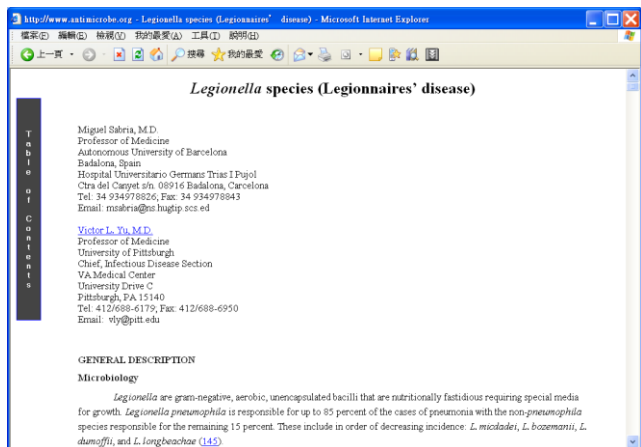 http://www.antimicrobe.org - Legionella species (Legionnaires' disease) - Microsoft Internet Explorer
檔案(F) 編輯(E) 檢視(V) 我的最愛(A) 工具(T) 說明(H)
上一頁 搜尋 我的最愛
Legionella species (Legionnaires' disease)
Table of Contents
Miguel Sabria, M.D.
Professor of Medicine
Autonomous University of Barcelona
Badalona, Spain
Hospital Universitario Germans Trias I Pujol
Ctra del Canyet s/n. 08916 Badalona, Carcelona
Tel: 34 934978826; Fax: 34 934978843
Email: msabria@ns.hugtip.scs.ed
Victor L. Yu, M.D.
Professor of Medicine
University of Pittsburgh
Chief, Infectious Disease Section
VA Medical Center
University Drive C
Pittsburgh, PA 15140
Tel: 412/688-6179; Fax: 412/688-6950
Email: vly@pitt.edu
GENERAL DESCRIPTION
Microbiology
Legionella are gram-negative, aerobic, unencapsulated bacilli that are nutritionally fastidious requiring special media
for growth. Legionella pneumophila is responsible for up to 85 percent of the cases of pneumonia with the non-pneumophila
species responsible for the remaining 15 percent. These include in order of decreasing incidence: L. micdadei, L. bozemanii, L.
dumoffii, and L. longbeachae (145)